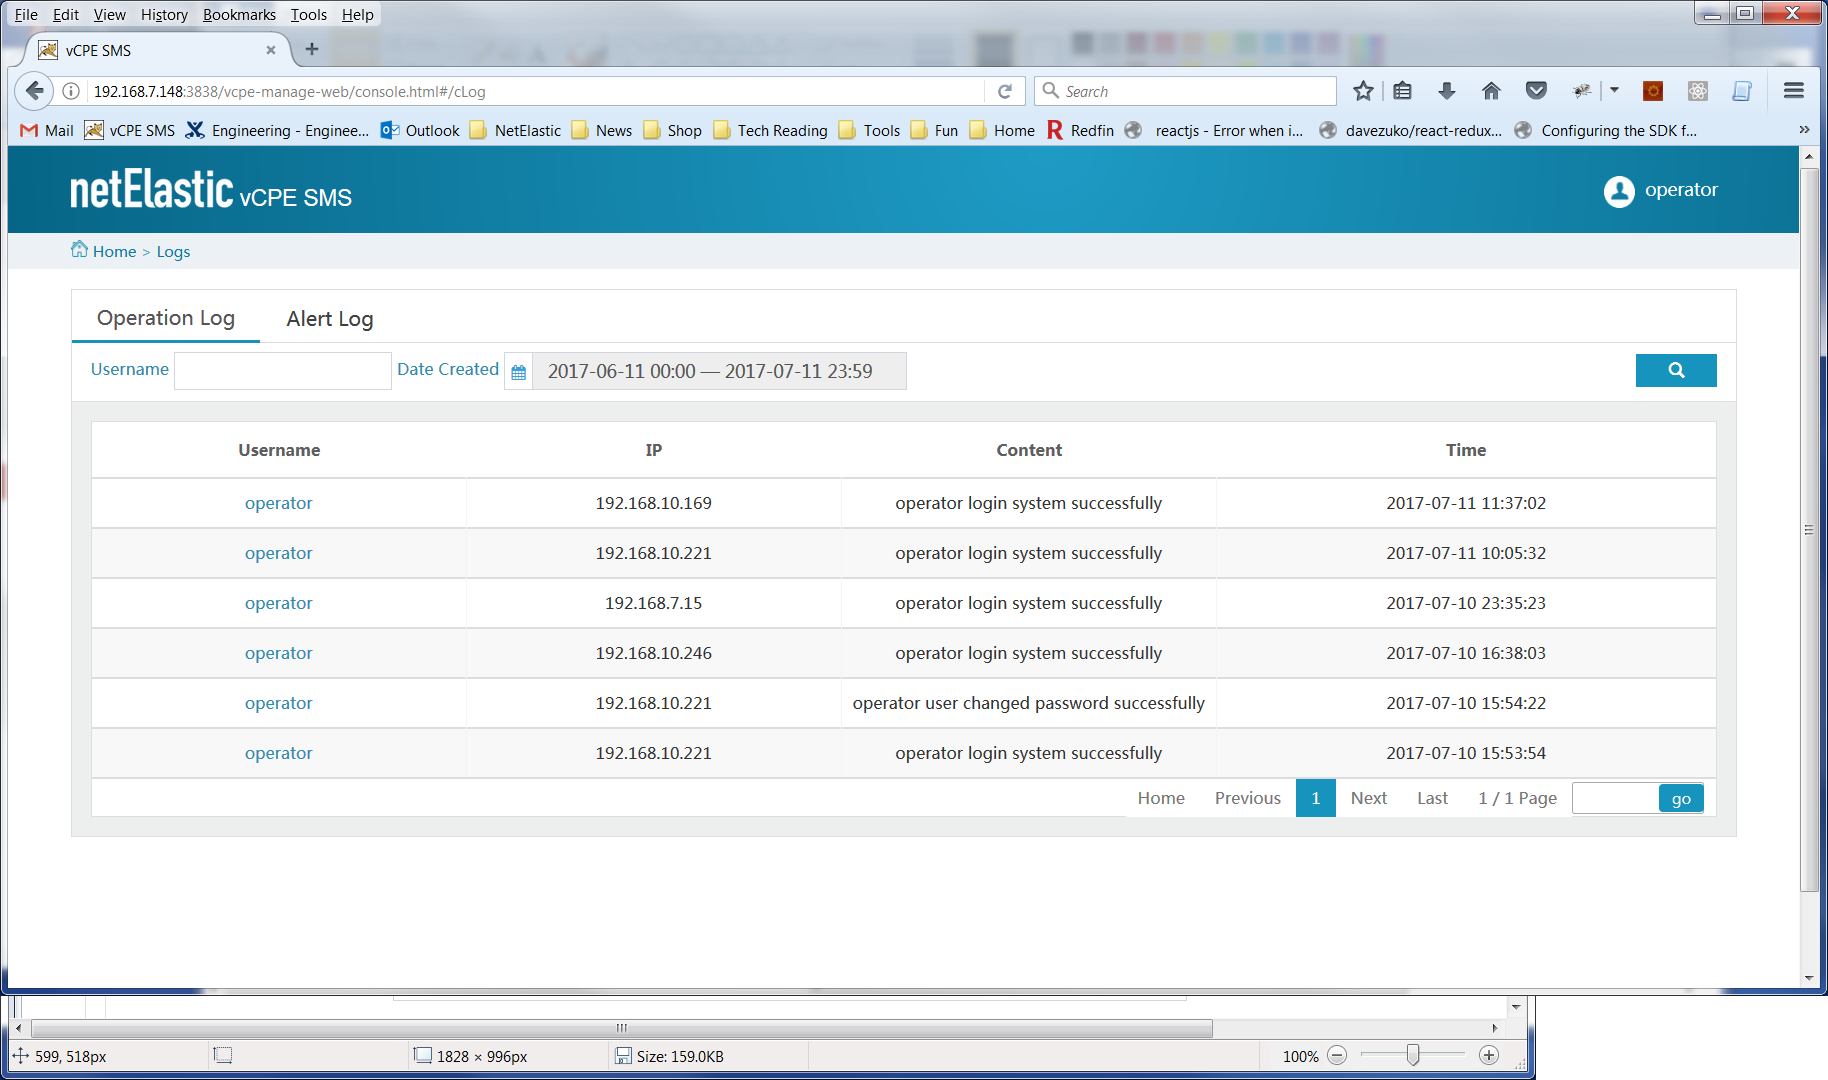 File Edit View History Bookmarks Tools Help
vCPE SMS
192.168.7.148:3838/vcpe-manage-web/console.html#/cLog
Search
Mail vCPE SMS Engineering - Enginee... Outlook NetElastic News Shop Tech Reading Tools Fun Home Redfin reactjs - Error when i... davezuko/react-redux... Configuring the SDK f...
netElastic vCPE SMS
operator
Home > Logs
Operation Log Alert Log
Username Date Created 2017-06-11 00:00 — 2017-07-11 23:59
Username IP Content Time
operator 192.168.10.169 operator login system successfully 2017-07-11 11:37:02
operator 192.168.10.221 operator login system successfully 2017-07-11 10:05:32
operator 192.168.7.15 operator login system successfully 2017-07-10 23:35:23
operator 192.168.10.246 operator login system successfully 2017-07-10 16:38:03
operator 192.168.10.221 operator user changed password successfully 2017-07-10 15:54:22
operator 192.168.10.221 operator login system successfully 2017-07-10 15:53:54
Home Previous 1 Next Last 1 / 1 Page go
599, 518px 1828 × 996px Size: 159.0KB 100%